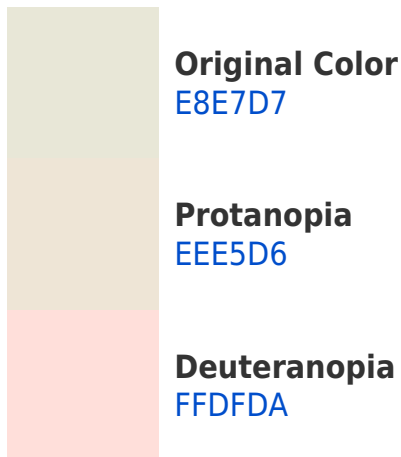 Original Color
E8E7D7
Protanopia
EEE5D6
Deuteranopia
FFDFDA